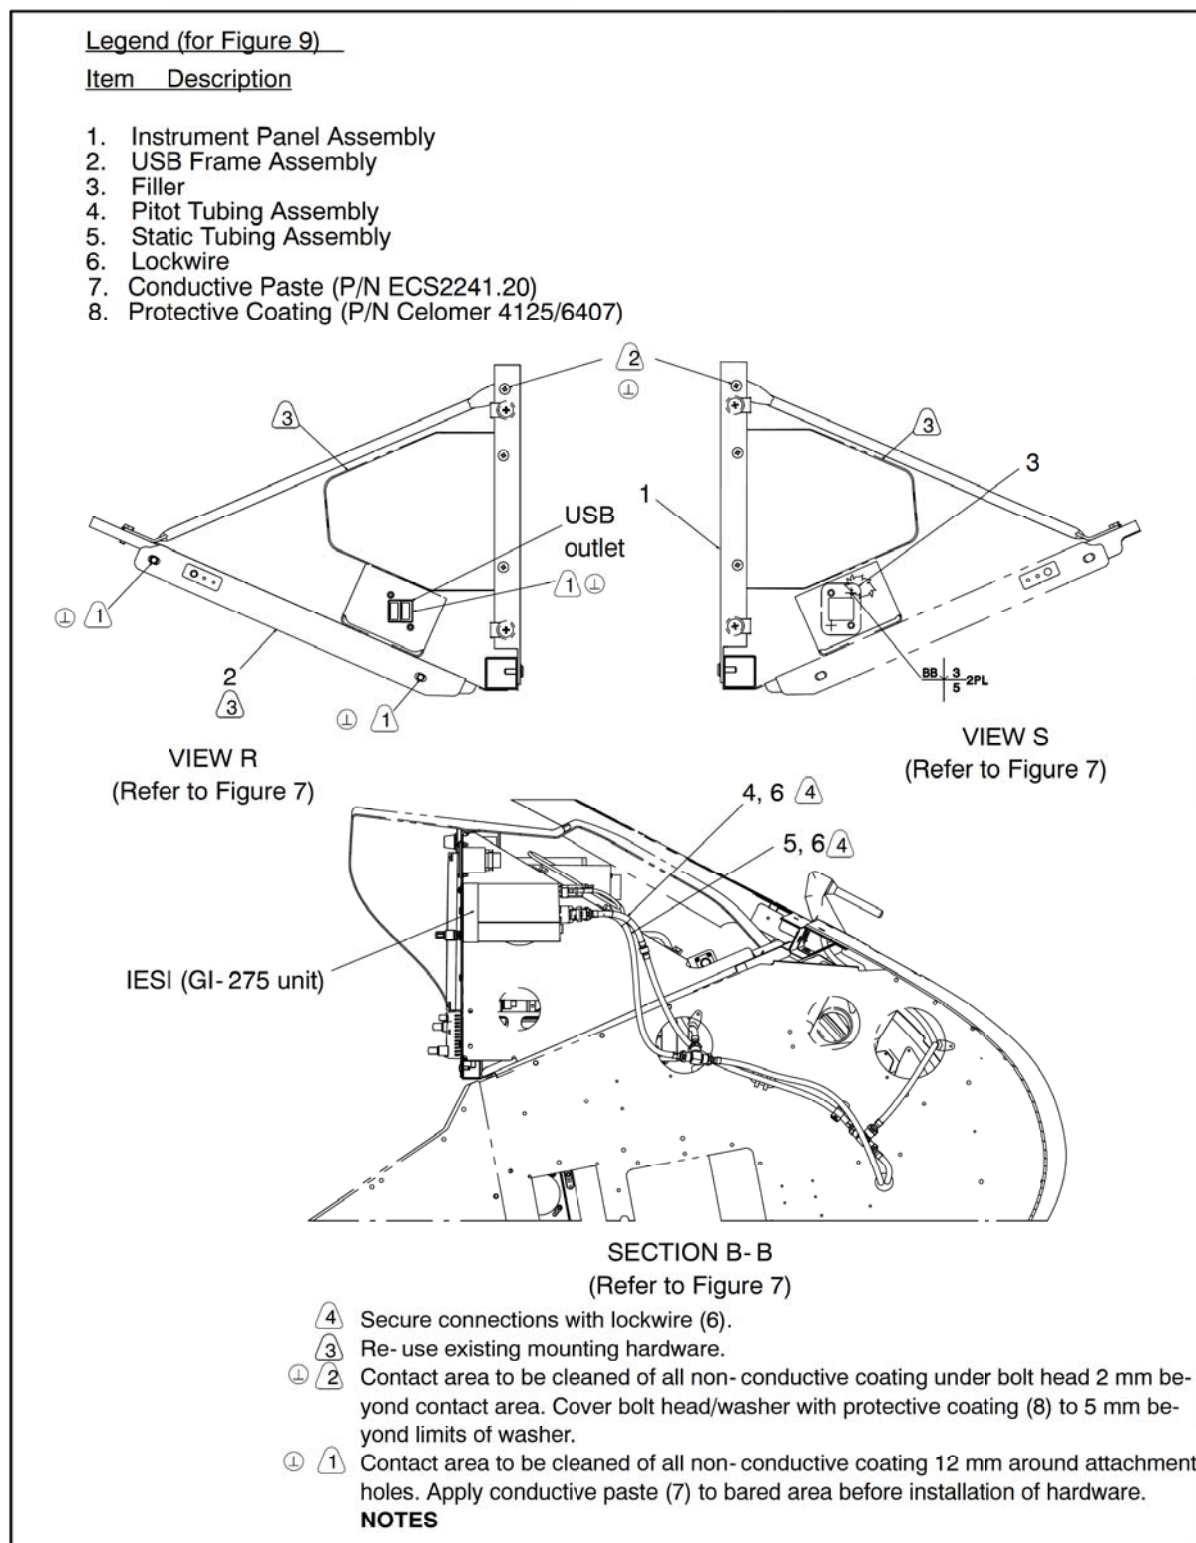 Legend (for Figure 9)
Item Description
1. Instrument Panel Assembly
2. USB Frame Assembly
3. Filler
4. Pitot Tubing Assembly
5. Static Tubing Assembly
6. Lockwire
7. Conductive Paste (P/N ECS2241.20)
8. Protective Coating (P/N Celomer 4125/6407)
2
3
3
3
1
USB
outlet
1
1
2
3
1
BB 3
5 2PL
VIEW R
(Refer to Figure 7)
VIEW S
(Refer to Figure 7)
4, 6 4
5, 6 4
IESI (GI-275 unit)
SECTION B-B
(Refer to Figure 7)
4 Secure connections with lockwire (6).
3 Re-use existing mounting hardware.
2 Contact area to be cleaned of all non-conductive coating under bolt head 2 mm be-
yond contact area. Cover bolt head/washer with protective coating (8) to 5 mm be-
yond limits of washer.
1 Contact area to be cleaned of all non-conductive coating 12 mm around attachment
holes. Apply conductive paste (7) to bared area before installation of hardware.
NOTES